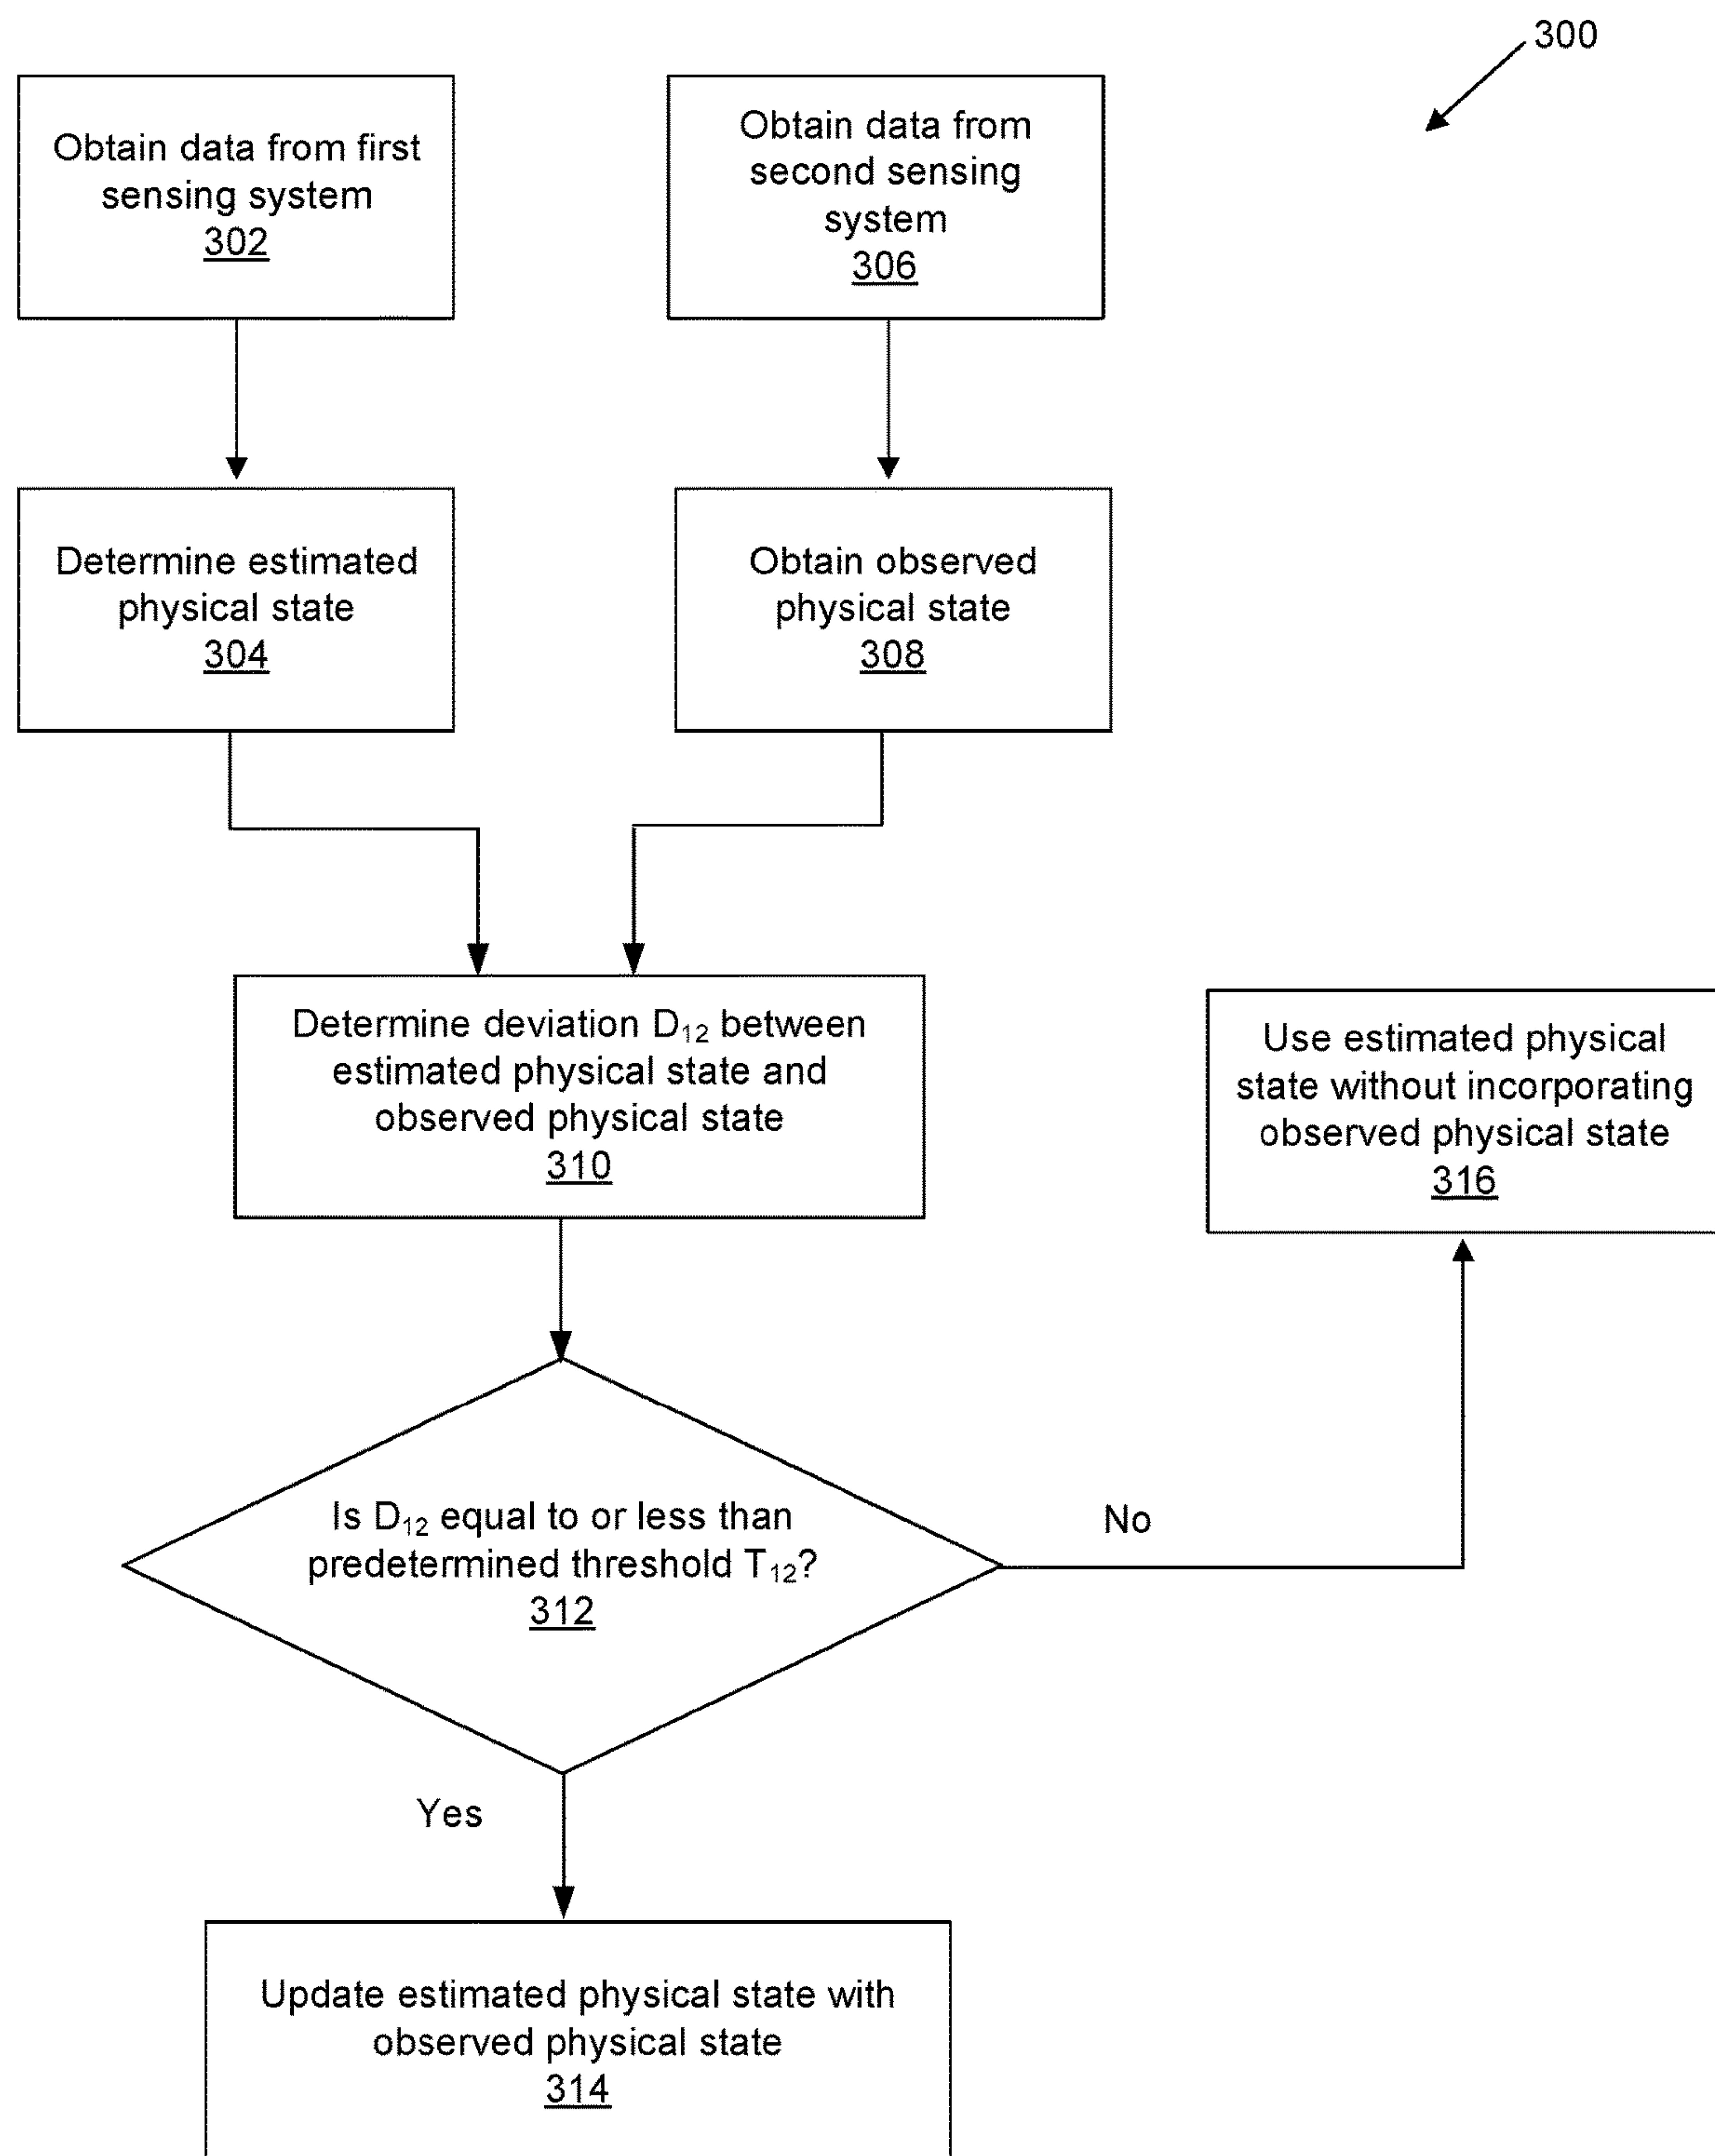 300
Obtain data from first
sensing system
302
Obtain data from
second sensing
system
306
Determine estimated
physical state
304
Obtain observed
physical state
308
Determine deviation D₁₂ between
estimated physical state and
observed physical state
310
Use estimated physical
state without incorporating
observed physical state
316
Is D₁₂ equal to or less than
predetermined threshold T₁₂?
312
No
Yes
Update estimated physical state with
observed physical state
314